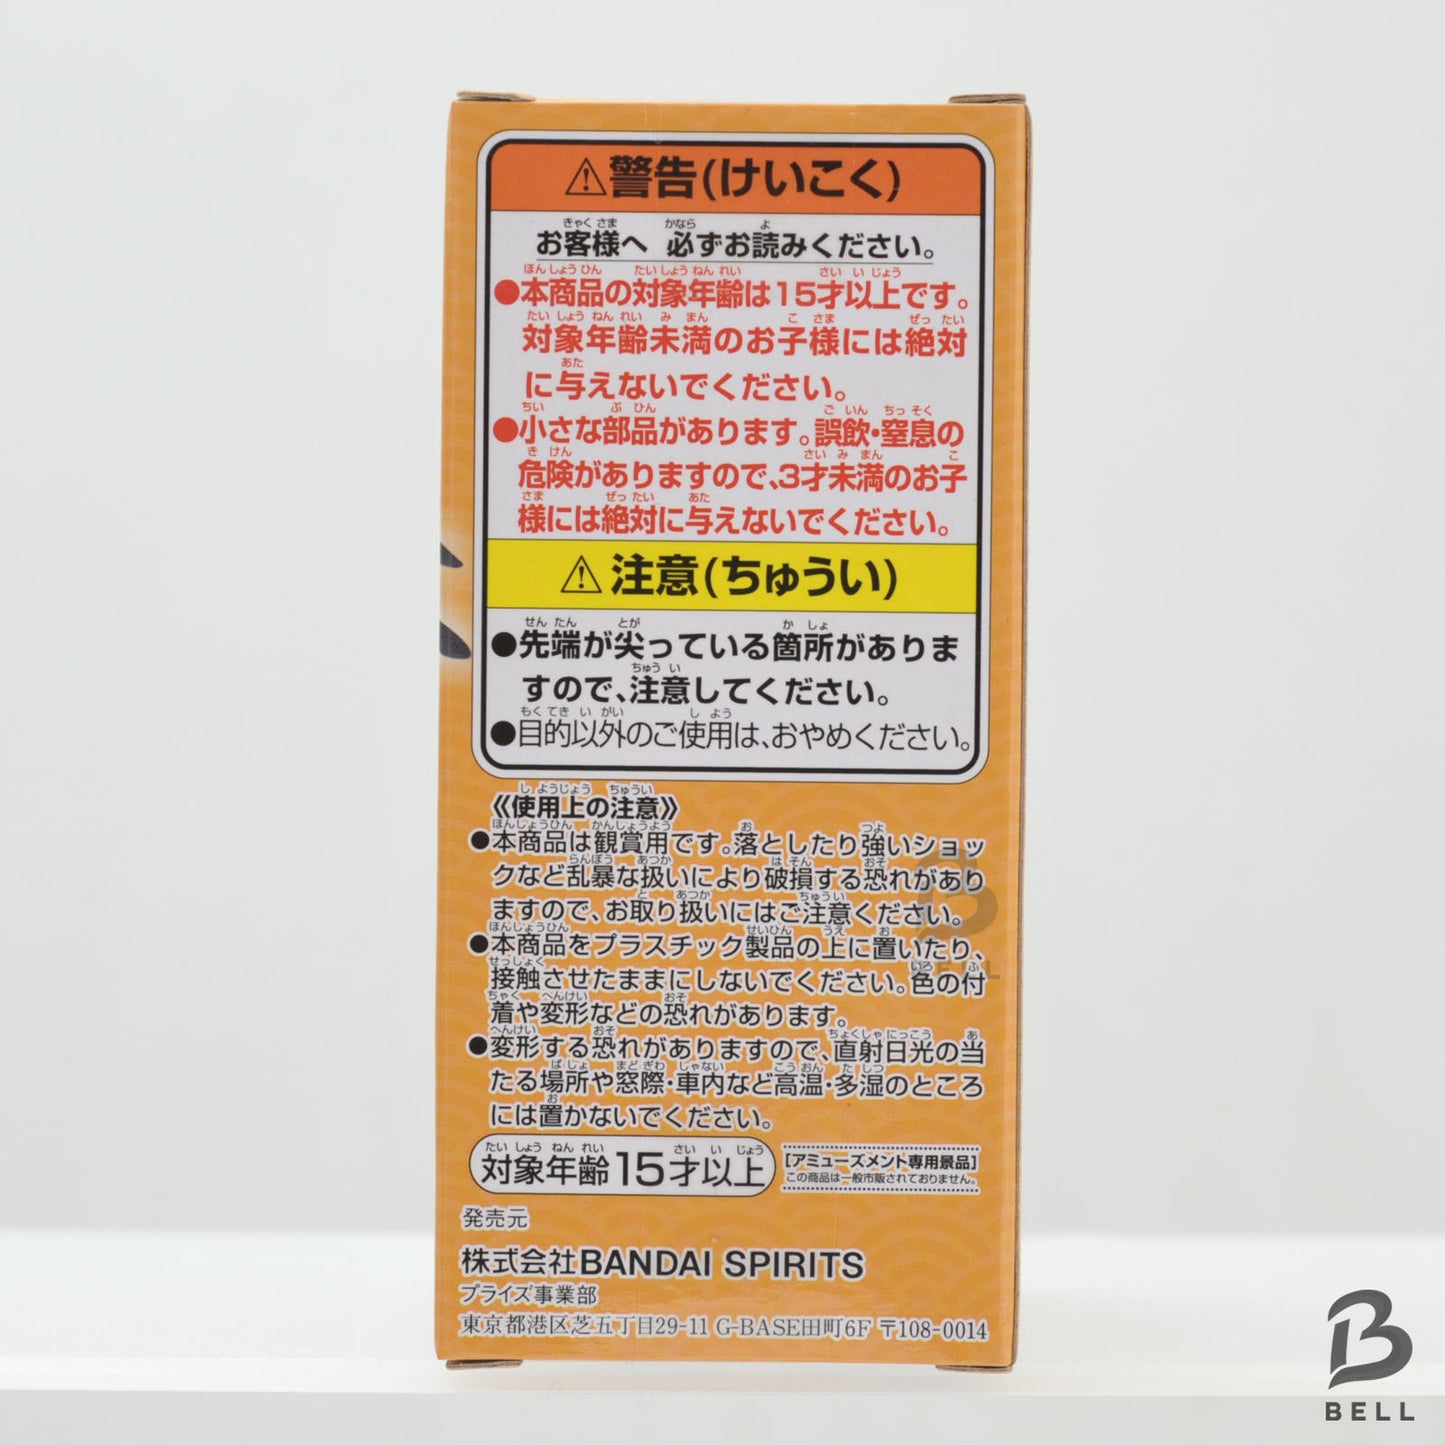 ⚠警告(けいこく)
お客様へ 必ずお読みください。
●本商品の対象年齢は15才以上です。
対象年齢未満のお子様には絶対
に与えないでください。
●小さな部品があります。誤飲・窒息の
危険がありますので、3才未満のお子
様には絶対に与えないでください。
⚠注意(ちゅうい)
●先端が尖っている箇所がありま
すので、注意してください。
●目的以外のご使用は、おやめください。
《使用上の注意》
●本商品は観賞用です。落としたり強いショッ
クなど乱暴な扱いにより破損する恐れがあり
ますので、お取り扱いにはご注意ください。
●本商品をプラスチック製品の上に置いたり、
接触させたままにしないでください。色の付
着や変形などの恐れがあります。
●変形する恐れがありますので、直射日光の当
たる場所や窓際・車内など高温・多湿のところ
には置かないでください。
対象年齢15才以上
[アミューズメント専用景品]
この商品は一般市販されておりません。
発売元
株式会社BANDAI SPIRITS
プライズ事業部
東京都港区芝五丁目29-11 G-BASE田町6F 〒108-0014
BELL
BELL